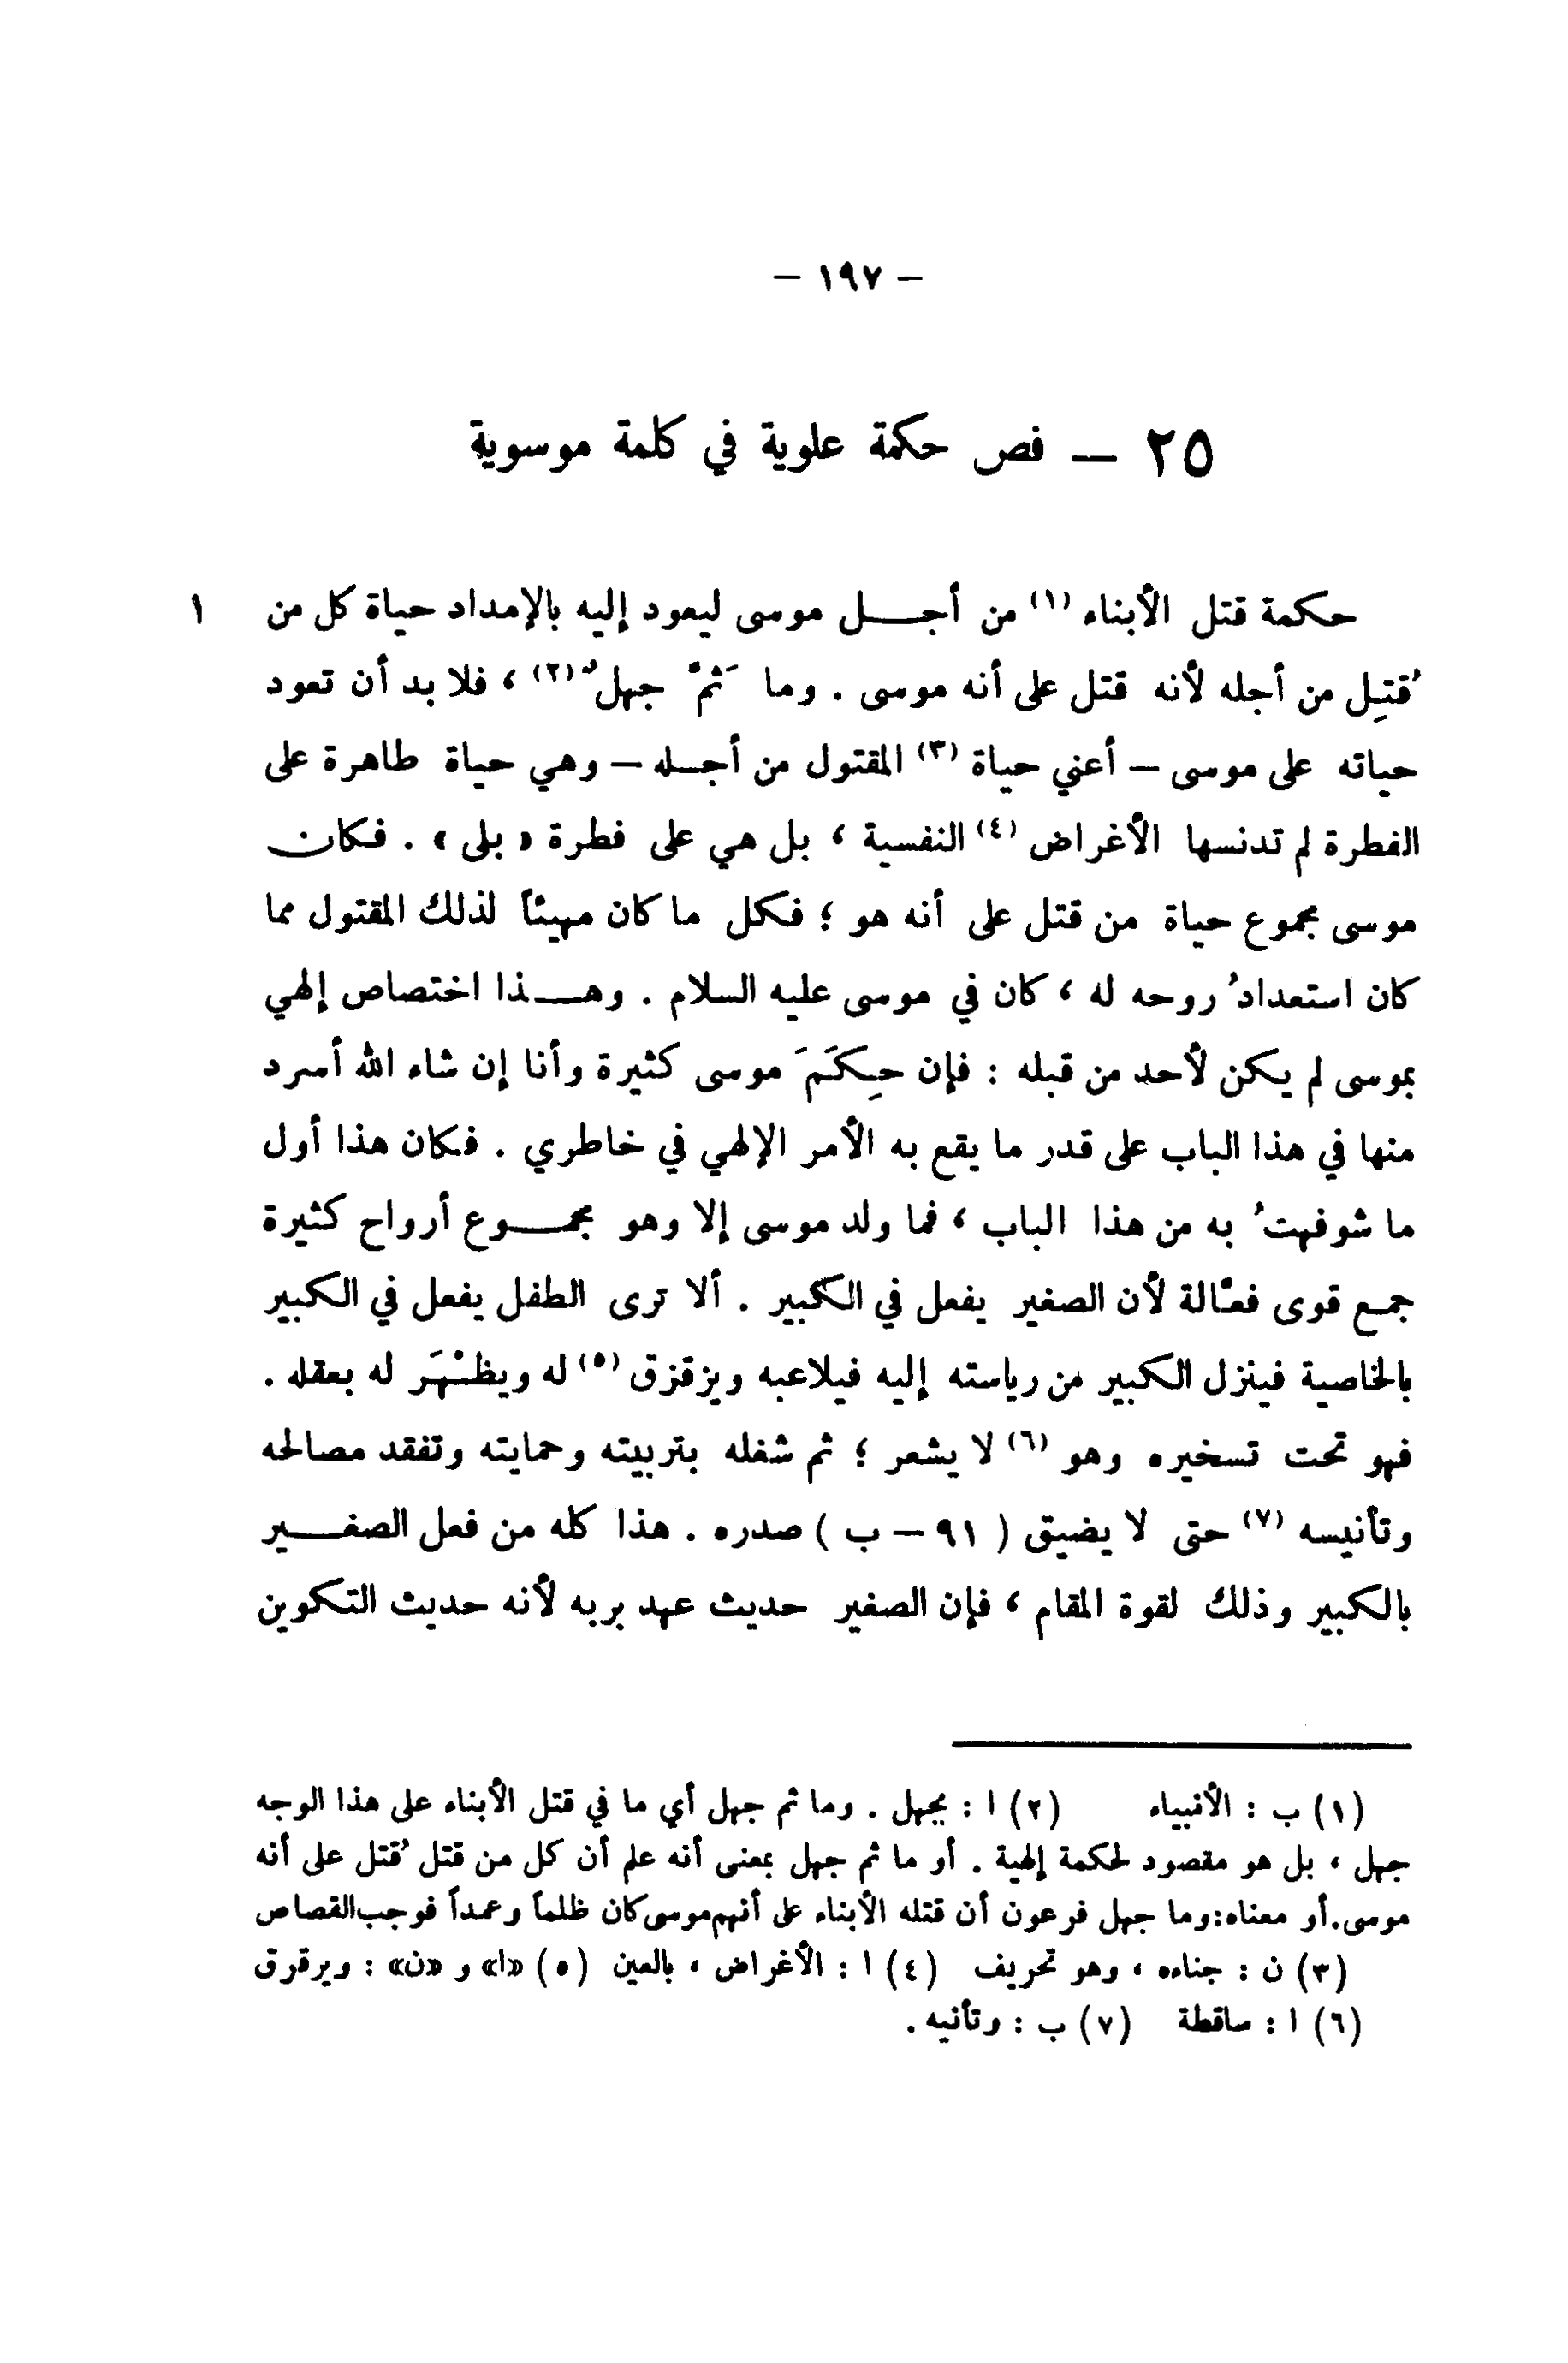 – ١٩٧ –
٢٥ – فص حكمة علوية في كلمة موسوية
حكمة قتل الأبناء (١) من أجـــل موسى ليعود إليه بالإمداد حياة كل من ١
قُتِل من أجله لأنه قتل على أنه موسى . وما ثَمَّ جهلٌ (٢) ، فلا بد أن تعود
حياته على موسى – أعني حياة (٣) المقتول من أجـله – وهي حياة طاهرة على
الفطرة لم تدنسها الأغراض (٤) النفسية ، بل هي على فطرة « بلى » . فكان
موسى مجموع حياة من قتل على أنه هو ؛ فكل ما كان مهيئاً لذلك المقتول مما
كان استعدادُ روحه له ، كان في موسى عليه السلام . وهـــذا اختصاص إلهي
بموسى لم يكن لأحد من قبله : فإن حِكَمَ موسى كثيرة وأنا إن شاء الله أسرد
منها في هذا الباب على قدر ما يقع به الأمر الإلهي في خاطري . فكان هذا أول
ما شوفهتُ به من هذا الباب ، فما ولد موسى إلا وهو مجمـــوع أرواح كثيرة
جمـع قوى فعَّالة لأن الصغير يفعل في الكبير . ألا ترى الطفل يفعل في الكبير
بالخاصية فينزل الكبير من رياسته إليه فيلاعبه ويزقزق (٥) له ويظْهَر له بعقله .
فهو تحت تسخيره وهو (٦) لا يشعر ؛ ثم شغله بتربيته وحمايته وتفقد مصالحه
وتأنيسه (٧) حتى لا يضيق ( ٩١ – ب ) صدره . هذا كله من فعل الصغـــير
بالكبير وذلك لقوة المقام ، فإن الصغير حديث عهد بربه لأنه حديث التكوين
(١) ب : الأنبياء (٢) ا : يجهل . وما ثم جهل أي ما في قتل الأبناء على هذا الوجه
جهل ، بل هو مقصود لحكمة إلهية . أو ما ثم جهل بمعنى أنه علم أن كل من قتل قُتل على أنه
موسى.أو معناه:وما جهل فرعون أن قتله الأبناء على أنهم موسى كان ظلماً وعمداً فوجب القصاص
(٣) ن : جناءه ، وهو تحريف (٤) ا : الأغراض ، بالعين (٥) «ا» و «ن» : ويرقرق
(٦) ا : ساقطة (٧) ب : وتأنيه .